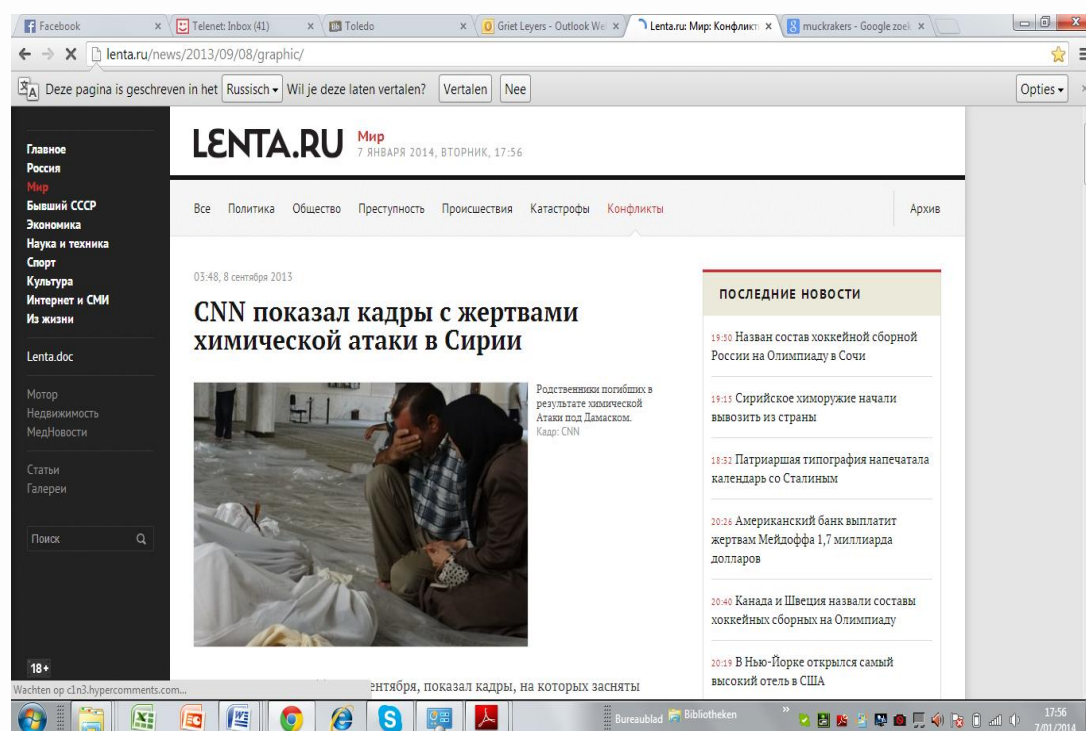 Facebook
Telenet: Inbox (41)
Toledo
Griet Leyers - Outlook We
Lenta.ru: Мир: Конфликт
muckrakers - Google zoek
lenta.ru/news/2013/09/08/graphic/
Deze pagina is geschreven in het Russisch Wil je deze laten vertalen? Vertalen Nee Opties
Главное
Россия
Мир
Бывший СССР
Экономика
Наука и техника
Спорт
Культура
Интернет и СМИ
Из жизни
Lenta.doc
Мотор
Недвижимость
МедНовости
Статьи
Галереи
Поиск
18+
LENTA.RU
Мир
7 ЯНВАРЯ 2014, ВТОРНИК, 17:56
Все Политика Общество Преступность Происшествия Катастрофы Конфликты Архив
03:48, 8 сентября 2013
CNN показал кадры с жертвами
химической атаки в Сирии
Родственники погибших в
результате химической
Атаки под Дамаском.
Кадр: CNN
ентября, показал кадры, на которых засняты
ПОСЛЕДНИЕ НОВОСТИ
19:50 Назван состав хоккейной сборной
России на Олимпиаду в Сочи
19:15 Сирийское химоружие начали
вывозить из страны
18:52 Патриаршая типография напечатала
календарь со Сталиным
20:26 Американский банк выплатит
жертвам Мейдоффа 1,7 миллиарда
долларов
20:40 Канада и Швеция назвали составы
хоккейных сборных на Олимпиаду
20:19 В Нью-Йорке открылся самый
высокий отель в США
Wachten op c1n3.hypercomments.com...
Bureaublad Bibliotheken
17:56
7/01/2014